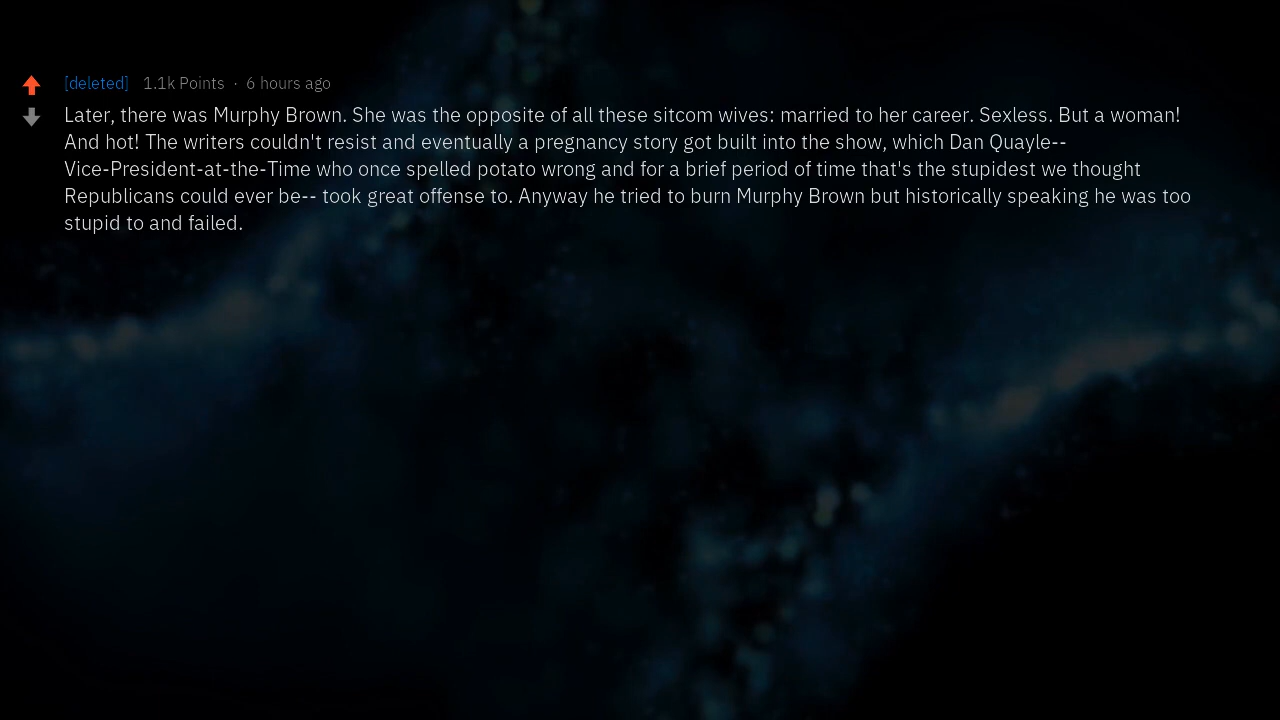 [deleted] 1.1k Points · 6 hours ago
Later, there was Murphy Brown. She was the opposite of all these sitcom wives: married to her career. Sexless. But a woman!
And hot! The writers couldn't resist and eventually a pregnancy story got built into the show, which Dan Quayle--
Vice-President-at-the-Time who once spelled potato wrong and for a brief period of time that's the stupidest we thought
Republicans could ever be-- took great offense to. Anyway he tried to burn Murphy Brown but historically speaking he was too
stupid to and failed.